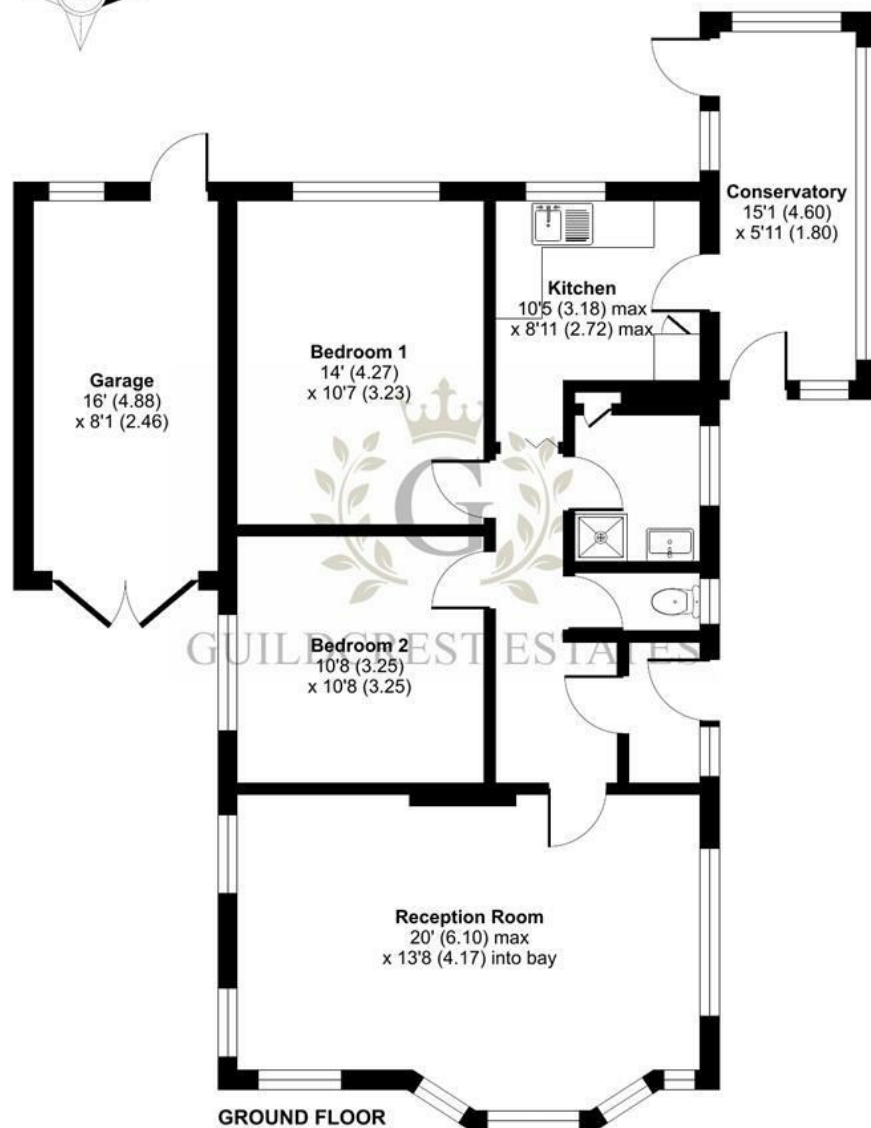 Conservatory
15'1 (4.60)
x 5'11 (1.80)
Kitchen
10'5 (3.18) max
x 8'11 (2.72) max
Bedroom 1
14' (4.27)
x 10'7 (3.23)
Garage
16' (4.88)
x 8'1 (2.46)
G
GUILDCREST ESTATES
Bedroom 2
10'8 (3.25)
x 10'8 (3.25)
Reception Room
20' (6.10) max
x 13'8 (4.17) into bay
GROUND FLOOR